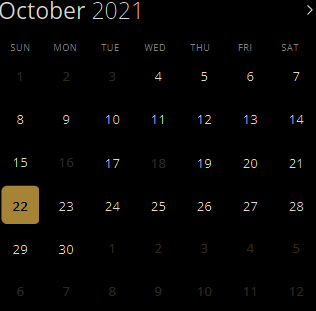 October 2021
SUN MON TUE WED THU FRI SAT
1 2 3 4 5 6 7
8 9 10 11 12 13 14
15 16 17 18 19 20 21
22 23 24 25 26 27 28
29 30 1 2 3 4 5
6 7 8 9 10 11 12